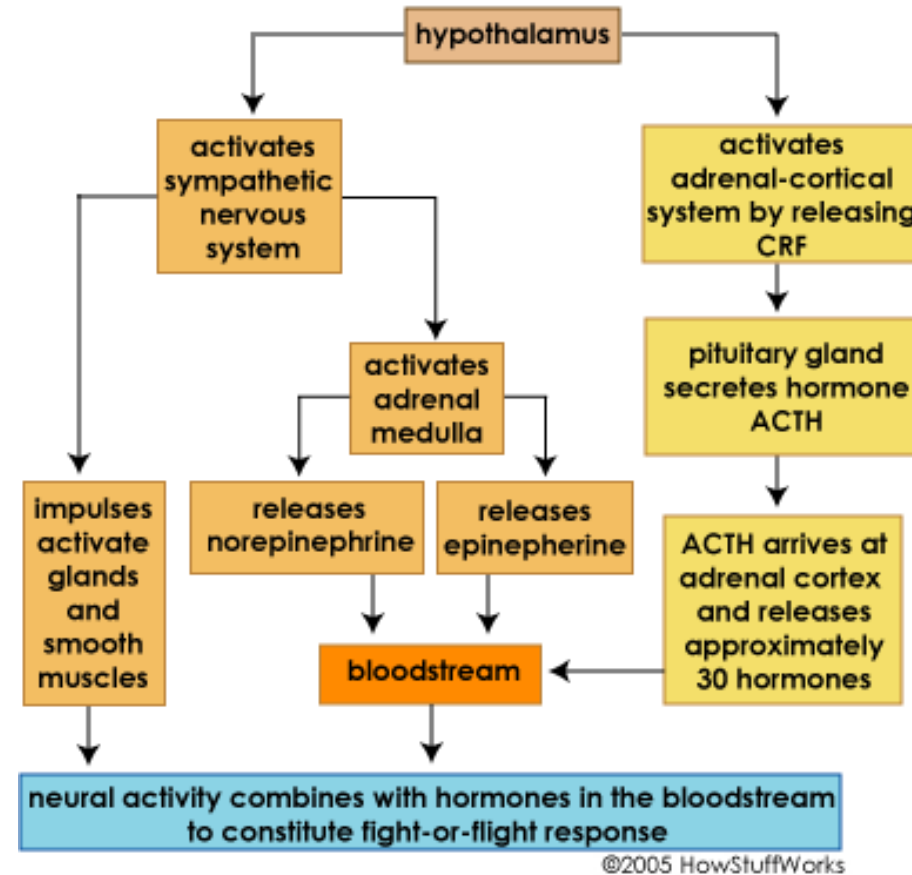 hypothalamus
activates
sympathetic
nervous
system
activates
adrenal-cortical
system by releasing
CRF
activates
adrenal
medulla
pituitary gland
secretes hormone
ACTH
impulses
activate
glands
and
smooth
muscles
releases
norepinephrine
releases
epinepherine
ACTH arrives at
adrenal cortex
and releases
approximately
30 hormones
bloodstream
neural activity combines with hormones in the bloodstream
to constitute fight-or-flight response
©2005 HowStuffWorks